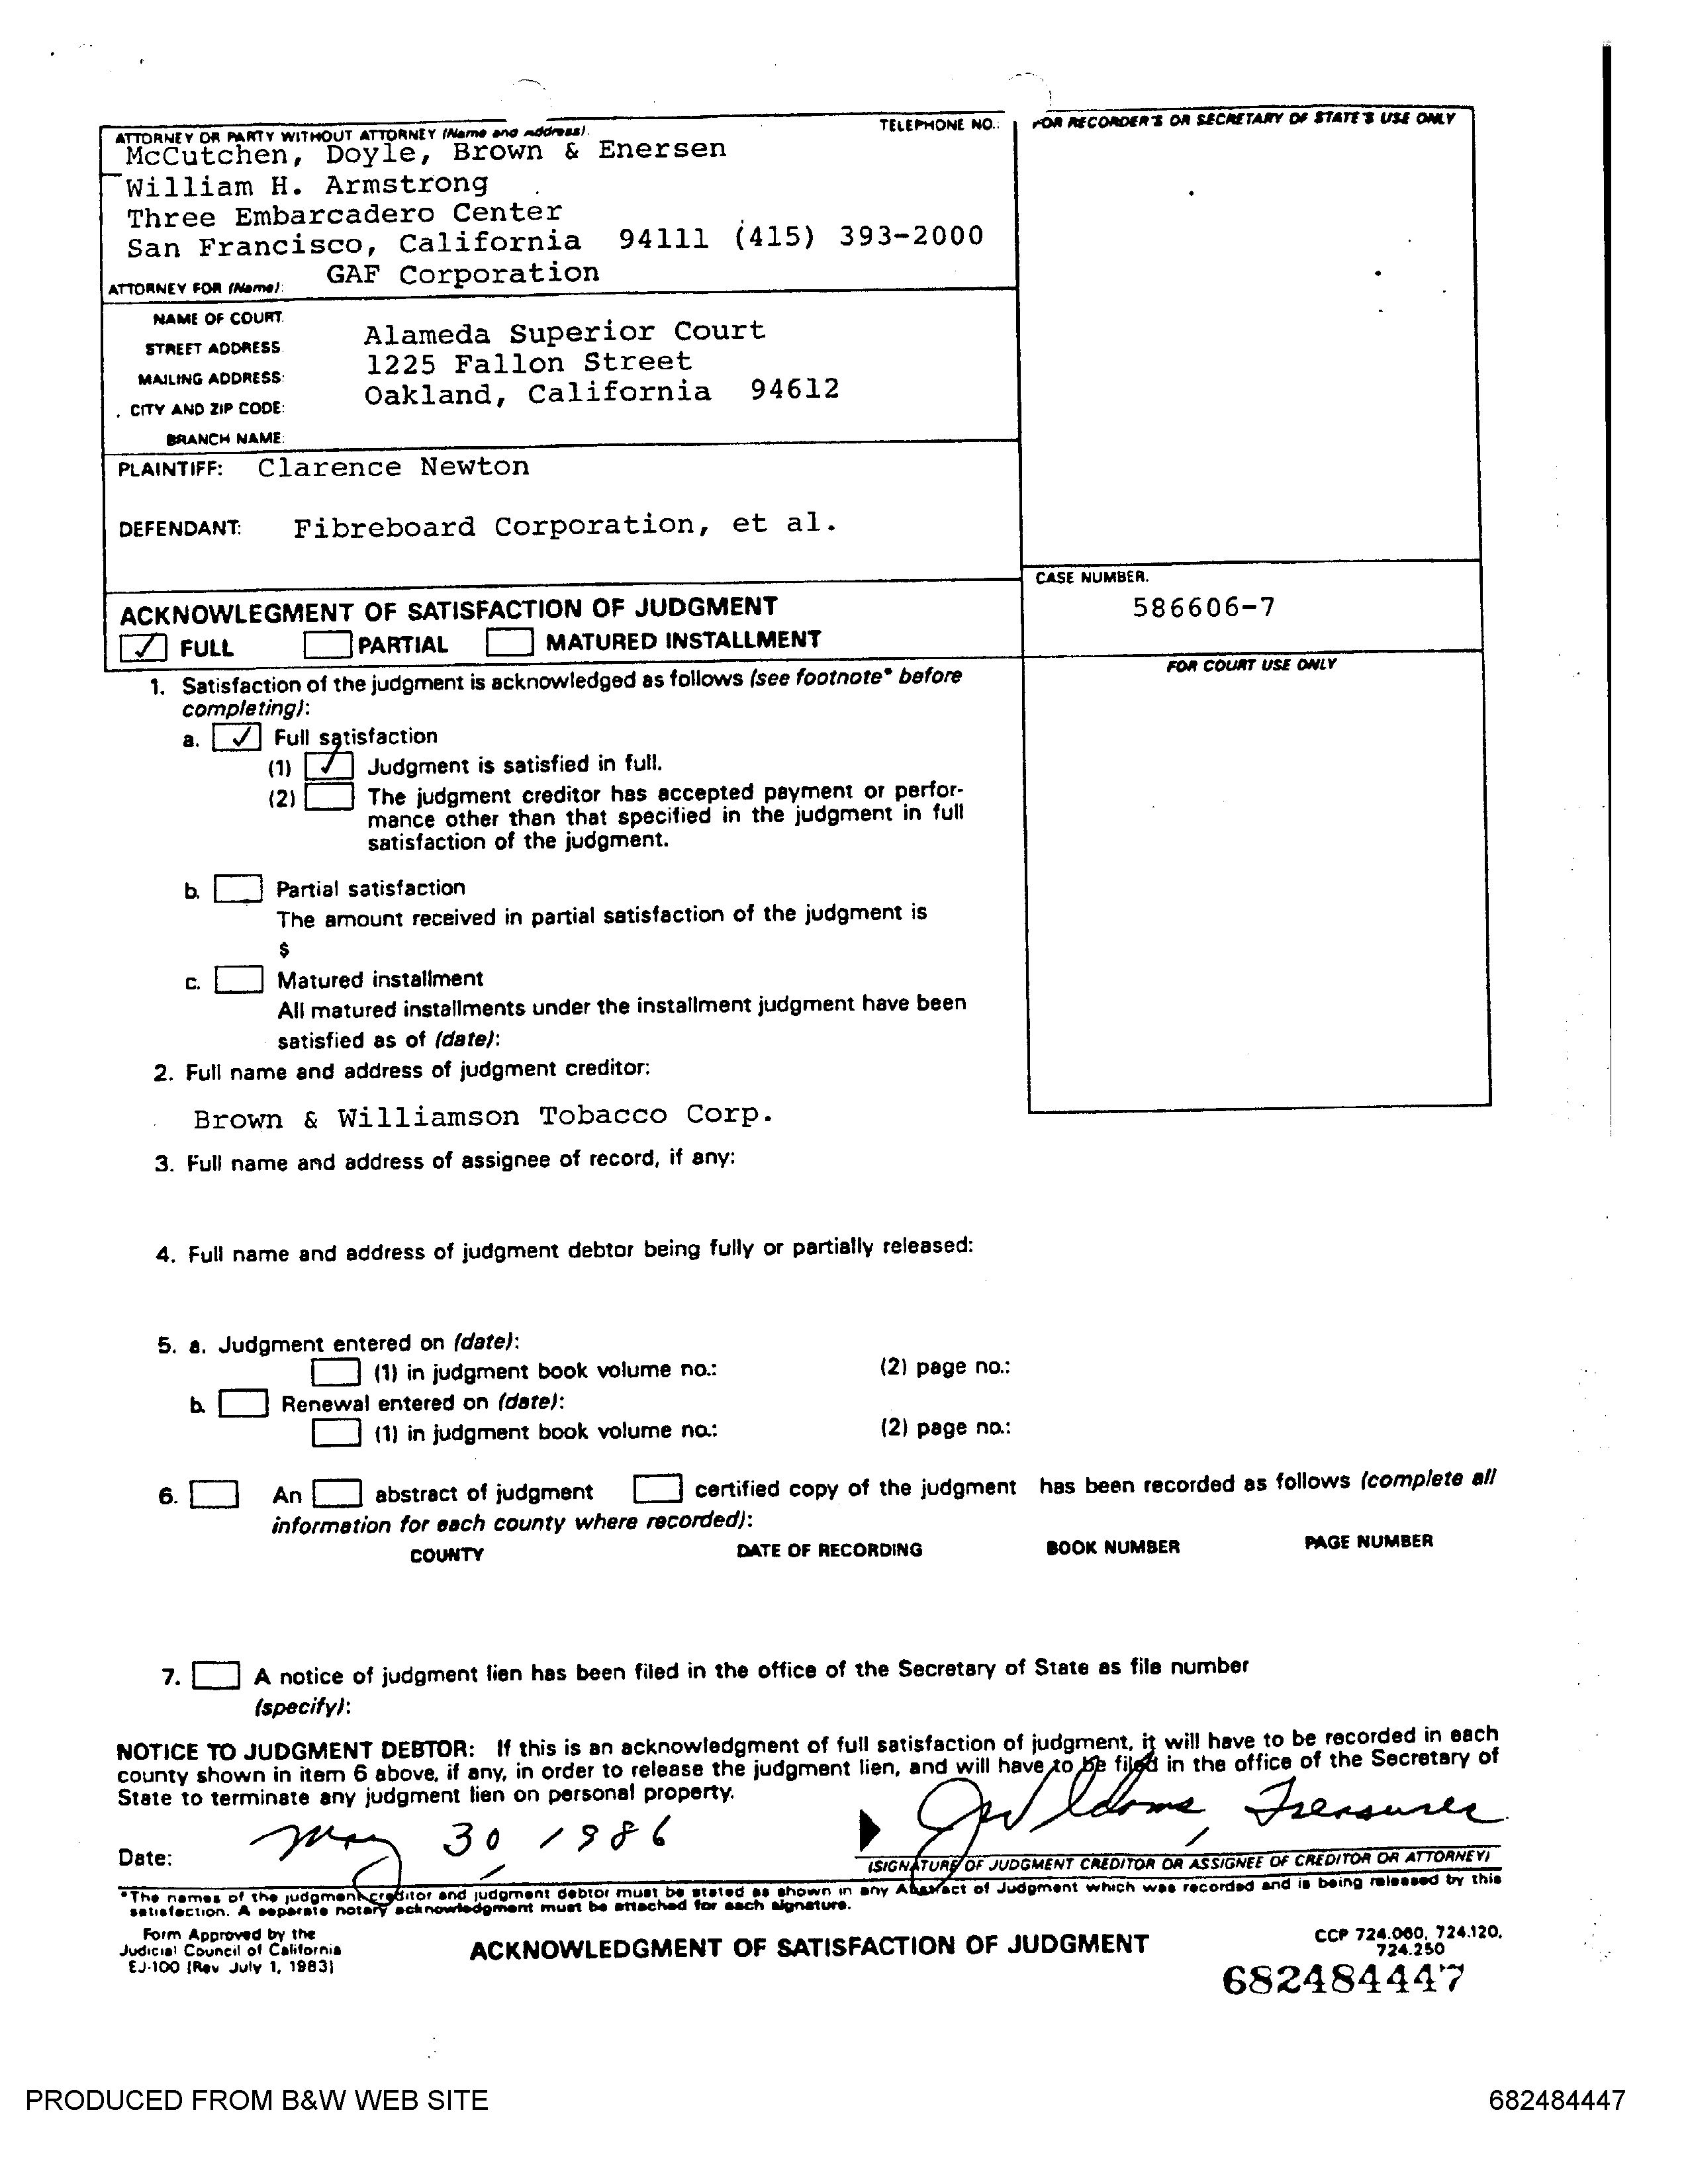 ATTORNEY OR PARTY WITHOUT ATTORNEY (Name and Address):
TELEPHONE NO.:
FOR RECORDER'S OR SECRETARY OF STATE'S USE ONLY
McCutchen, Doyle, Brown & Enersen
William H. Armstrong
Three Embarcadero Center
San Francisco, California 94111 (415) 393-2000
GAF Corporation
ATTORNEY FOR (Name):
NAME OF COURT:
STREET ADDRESS:
MAILING ADDRESS:
CITY AND ZIP CODE:
BRANCH NAME:
Alameda Superior Court
1225 Fallon Street
Oakland, California 94612
PLAINTIFF: Clarence Newton
DEFENDANT: Fibreboard Corporation, et al.
ACKNOWLEGMENT OF SATISFACTION OF JUDGMENT
✓ FULL PARTIAL MATURED INSTALLMENT
CASE NUMBER:
586606-7
FOR COURT USE ONLY
1. Satisfaction of the judgment is acknowledged as follows (see footnote* before
completing):
a. ✓ Full satisfaction
(1) ✓ Judgment is satisfied in full.
(2) The judgment creditor has accepted payment or perfor-
mance other than that specified in the judgment in full
satisfaction of the judgment.
b. Partial satisfaction
The amount received in partial satisfaction of the judgment is
$
c. Matured installment
All matured installments under the installment judgment have been
satisfied as of (date):
2. Full name and address of judgment creditor:
Brown & Williamson Tobacco Corp.
3. Full name and address of assignee of record, if any:
4. Full name and address of judgment debtor being fully or partially released:
5. a. Judgment entered on (date):
(1) in judgment book volume no.: (2) page no.:
b. Renewal entered on (date):
(1) in judgment book volume no.: (2) page no.:
6. An abstract of judgment certified copy of the judgment has been recorded as follows (complete all
information for each county where recorded):
COUNTY DATE OF RECORDING BOOK NUMBER PAGE NUMBER
7. A notice of judgment lien has been filed in the office of the Secretary of State as file number
(specify):
NOTICE TO JUDGMENT DEBTOR: If this is an acknowledgment of full satisfaction of judgment, it will have to be recorded in each
county shown in item 6 above, if any, in order to release the judgment lien, and will have to be filed in the office of the Secretary of
State to terminate any judgment lien on personal property.
Date: May 30, 1986
, Treasurer
(SIGNATURE OF JUDGMENT CREDITOR OR ASSIGNEE OF CREDITOR OR ATTORNEY)
*The names of the judgment creditor and judgment debtor must be stated as shown in any Abstract of Judgment which was recorded and is being released by this
satisfaction. A separate notary acknowledgment must be attached for each signature.
Form Approved by the
Judicial Council of California
EJ-100 (Rev July 1, 1983)
ACKNOWLEDGMENT OF SATISFACTION OF JUDGMENT
CCP 724.060, 724.120,
724.250
682484447
PRODUCED FROM B&W WEB SITE
682484447